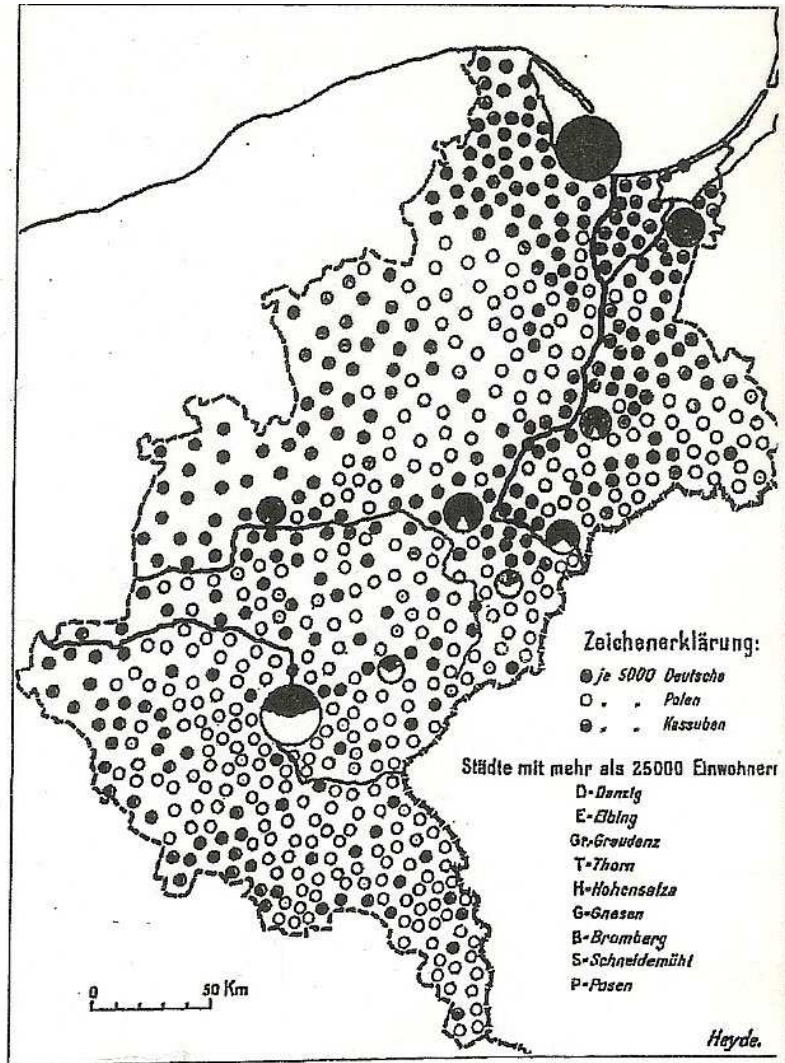 Zeichenerklärung:
je 5000 Deutsche
" " Polen
" " Kassuben
Städte mit mehr als 25000 Einwohnern
D=Danzig
E=Elbing
Gr.=Graudenz
T=Thorn
H=Hohensalza
G=Gnesen
B=Bromberg
S=Schneidemühl
P=Posen
0 50 Km
Heyde.